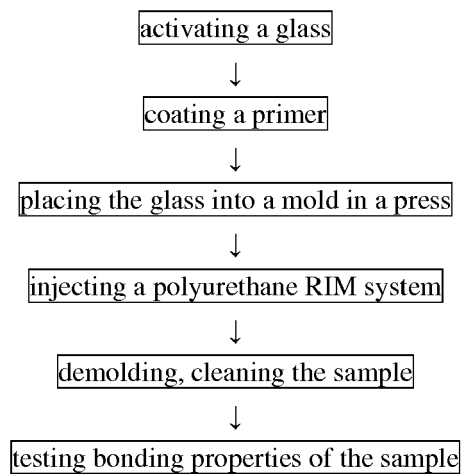 activating a glass
↓
coating a primer
↓
placing the glass into a mold in a press
↓
injecting a polyurethane RIM system
↓
demolding, cleaning the sample
↓
testing bonding properties of the sample